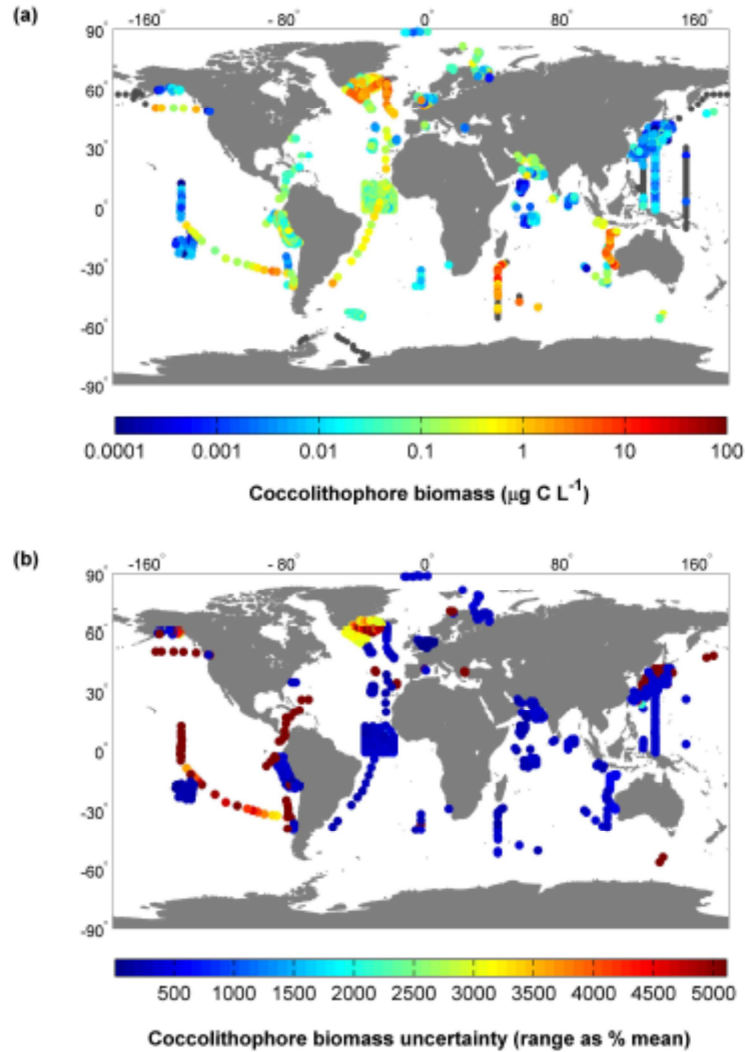 (a)
-160° -80° 0° 80° 160°
90°
60°
30°
0°
-30°
-60°
-90°
0.0001 0.001 0.01 0.1 1 10 100
Coccolithophore biomass (μg C L⁻¹)
(b)
-160° -80° 0° 80° 160°
90°
60°
30°
0°
-30°
-60°
-90°
500 1000 1500 2000 2500 3000 3500 4000 4500 5000
Coccolithophore biomass uncertainty (range as % mean)